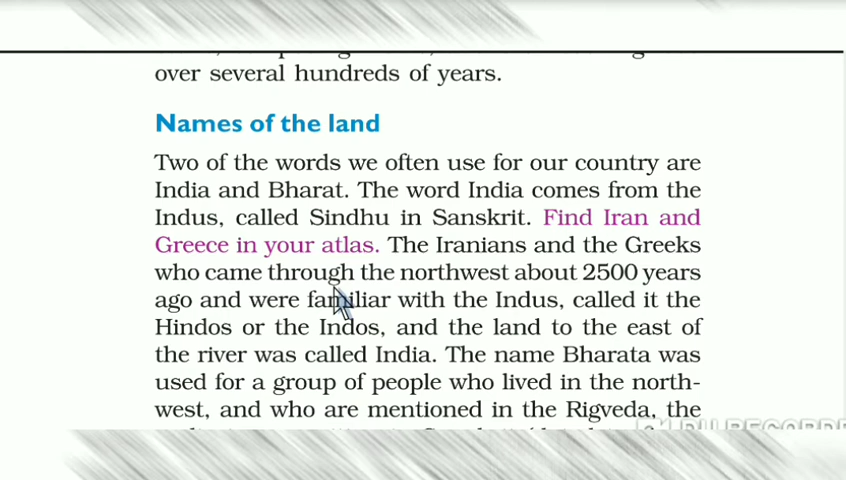 over several hundreds of years.
Names of the land
Two of the words we often use for our country are
India and Bharat. The word India comes from the
Indus, called Sindhu in Sanskrit. Find Iran and
Greece in your atlas. The Iranians and the Greeks
who came through the northwest about 2500 years
ago and were familiar with the Indus, called it the
Hindos or the Indos, and the land to the east of
the river was called India. The name Bharata was
used for a group of people who lived in the north-
west, and who are mentioned in the Rigveda, the